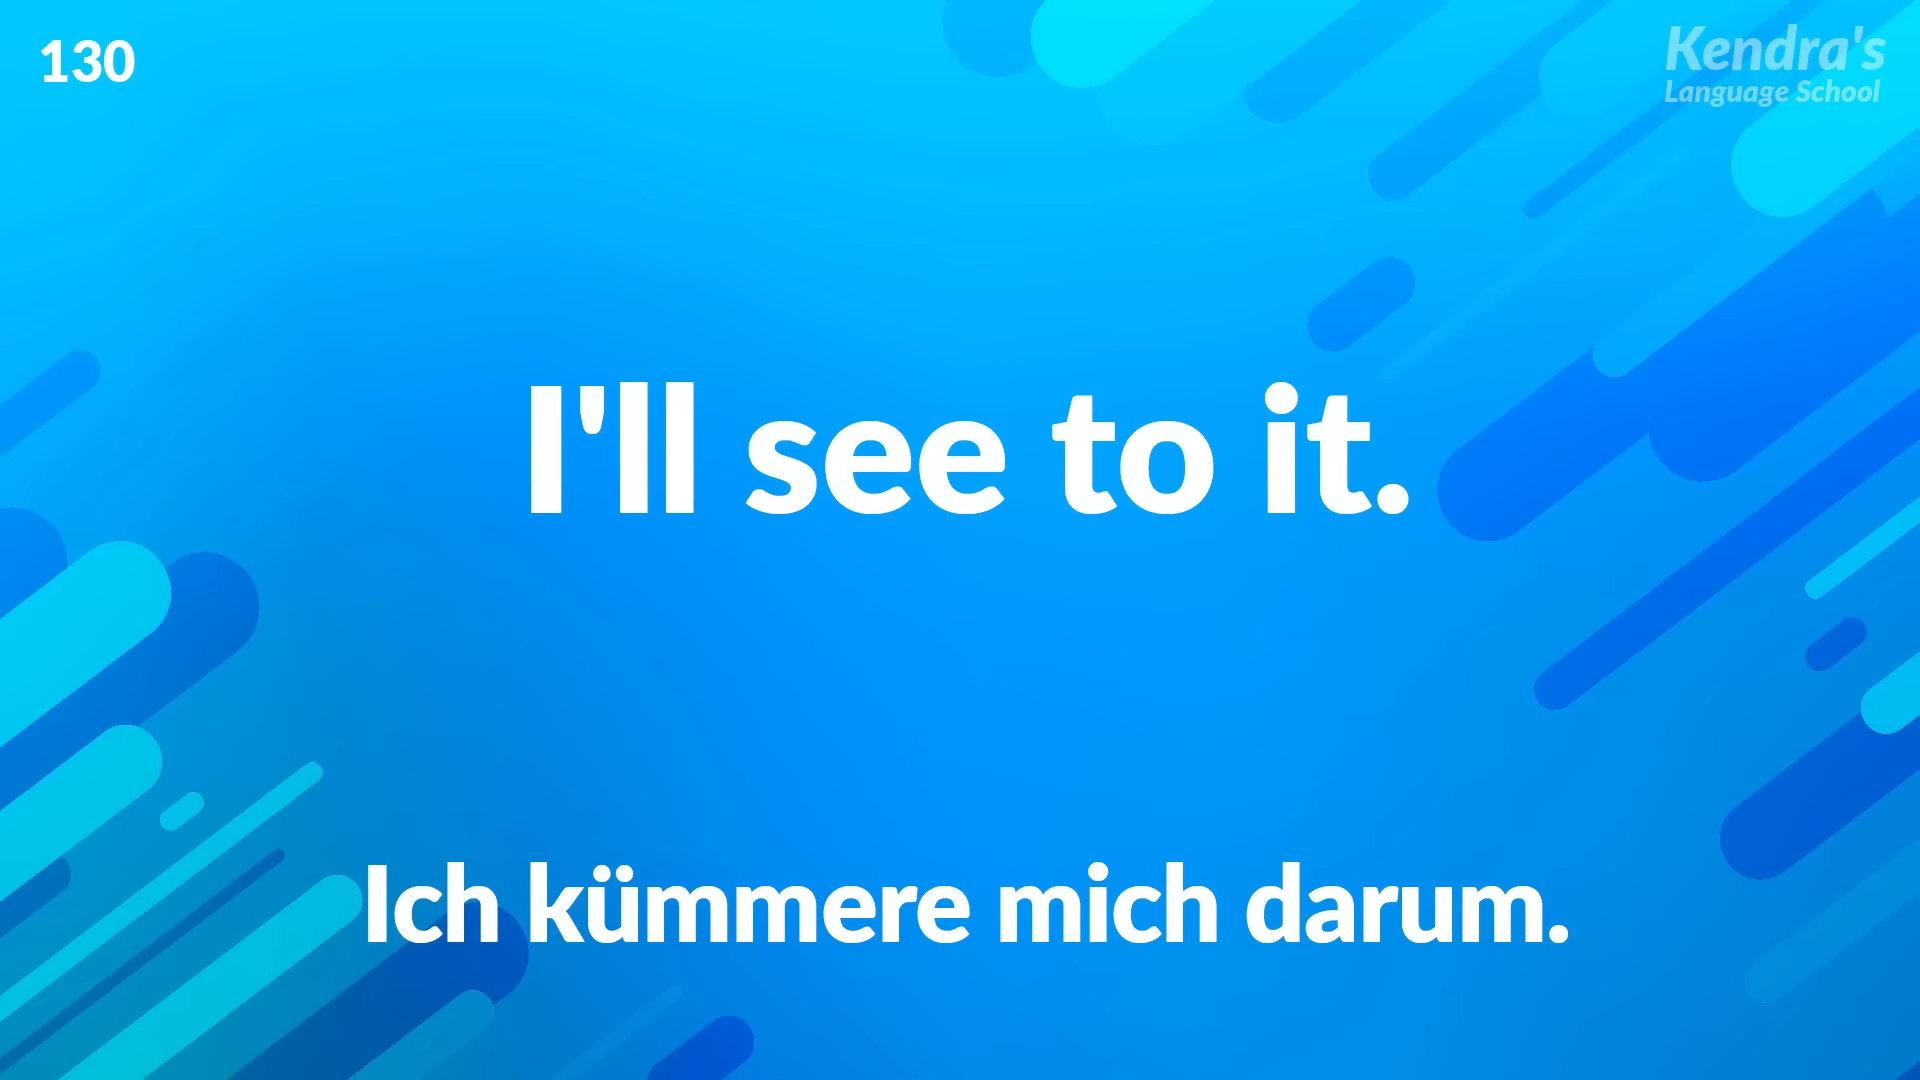 130
Kendra's
Language School
I'll see to it.
Ich kümmere mich darum.